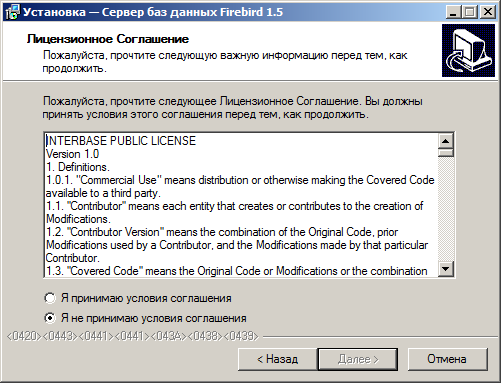 Установка — Сервер баз данных Firebird 1.5
Лицензионное Соглашение
Пожалуйста, прочтите следующую важную информацию перед тем, как
продолжить.
Пожалуйста, прочтите следующее Лицензионное Соглашение. Вы должны
принять условия этого соглашения перед тем, как продолжить.
INTERBASE PUBLIC LICENSE
Version 1.0
1. Definitions.
1.0.1. "Commercial Use" means distribution or otherwise making the Covered Code
available to a third party.
1.1. "Contributor" means each entity that creates or contributes to the creation of
Modifications.
1.2. "Contributor Version" means the combination of the Original Code, prior
Modifications used by a Contributor, and the Modifications made by that particular
Contributor.
1.3. "Covered Code" means the Original Code or Modifications or the combination
Я принимаю условия соглашения
Я не принимаю условия соглашения
<0420><0443><0441><0441><043A><0438><0439>
< Назад
Далее >
Отмена